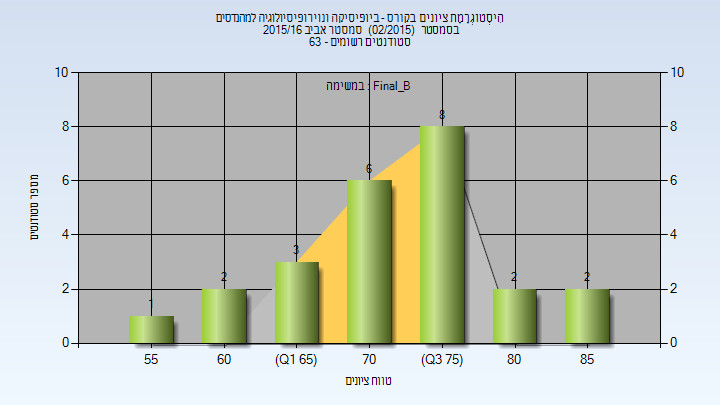 הִיסְטוֹגְרָמַת ציונים בקורס - ביופיסיקה ונוירופיסיולוגיה למהנדסים
בסמסטר (02/2015) סמסטר אביב 2015/16
סטודנטים רשומים - 63
במשימה : Final_B
10 10
8 8 8
6 6 6
4 4
3
2 2 2 2 2
1
0 0
55 60 (Q1 65) 70 (Q3 75) 80 85
מספר סטודנטים
טווח ציונים